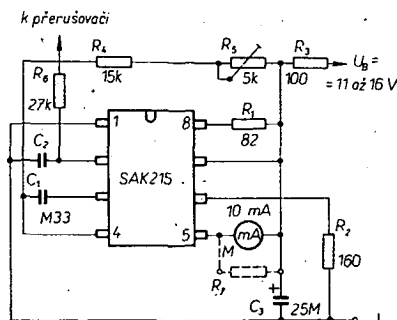 k přerušovači
R4
15k
R5
5k
R3
100
UB =
= 11 až 16 V
R6
27k
1
8
R1
82
C2
SAK215
C1
M33
10 mA
mA
4
5
M
R2
160
R7
+
C3
25M